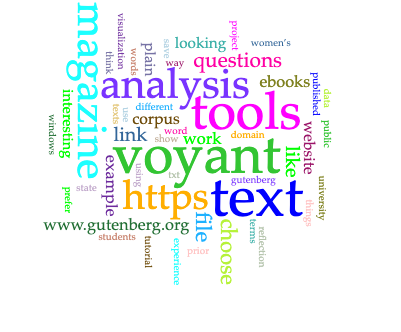 project
visualization
magazine
plain
looking
women's
save
words
way
questions
think
analysis
ebooks
published
data
interesting
texts
use
different
tools
corpus
windows
link
word
show
work
domain
website
public
voyant
like
example
using
txt
gutenberg
university
state
prefer
https
text
file
choose
things
www.gutenberg.org
students
tutorial
experience
prior
terms
reflection